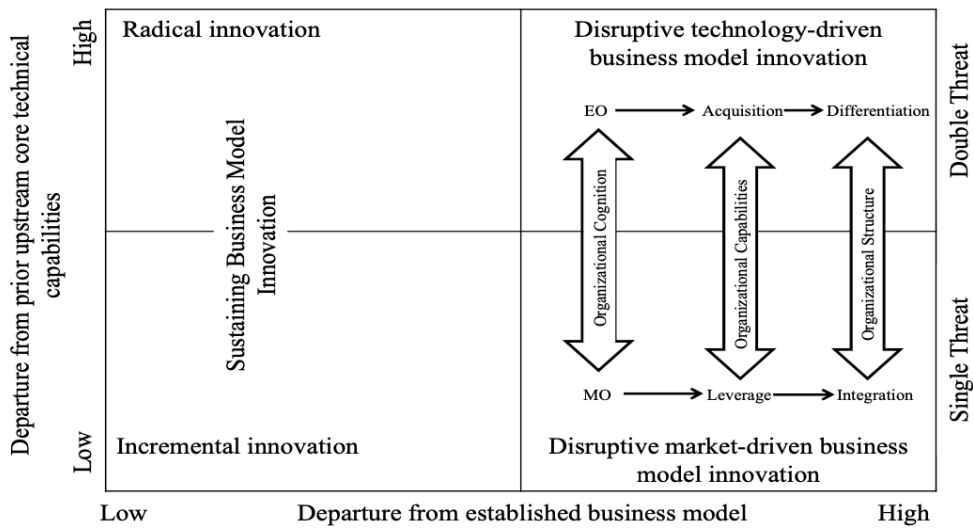 Departure from prior upstream core technical
capabilities
High
Low
Radical innovation
Disruptive technology-driven
business model innovation
EO
Acquisition
Differentiation
Organizational Cognition
Organizational Capabilities
Organizational Structure
Sustaining Business Model
Innovation
MO
Leverage
Integration
Incremental innovation
Disruptive market-driven business
model innovation
Double Threat
Single Threat
Low
Departure from established business model
High